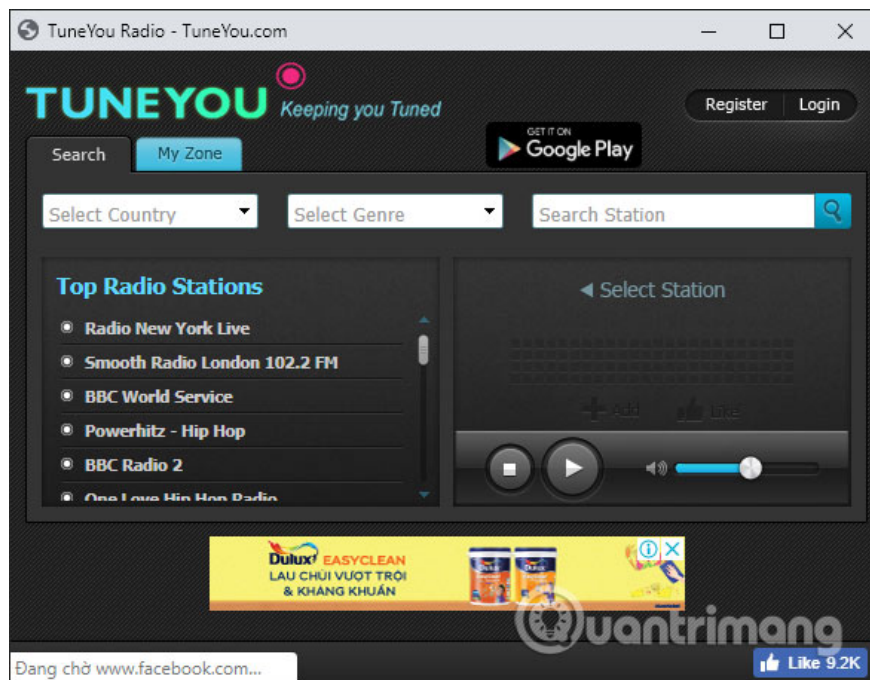 TuneYou Radio - TuneYou.com
TUNEYOU
Keeping you Tuned
Register
Login
GET IT ON
Google Play
Search
My Zone
Select Country
Select Genre
Search Station
Top Radio Stations
Radio New York Live
Smooth Radio London 102.2 FM
BBC World Service
Powerhitz - Hip Hop
BBC Radio 2
One Love Hip Hop Radio
Select Station
Add
Like
Dulux EASYCLEAN
LAU CHÙI VƯỢT TRỘI
& KHÁNG KHUẨN
Quantrimang
Đang chờ www.facebook.com...
Like 9.2K